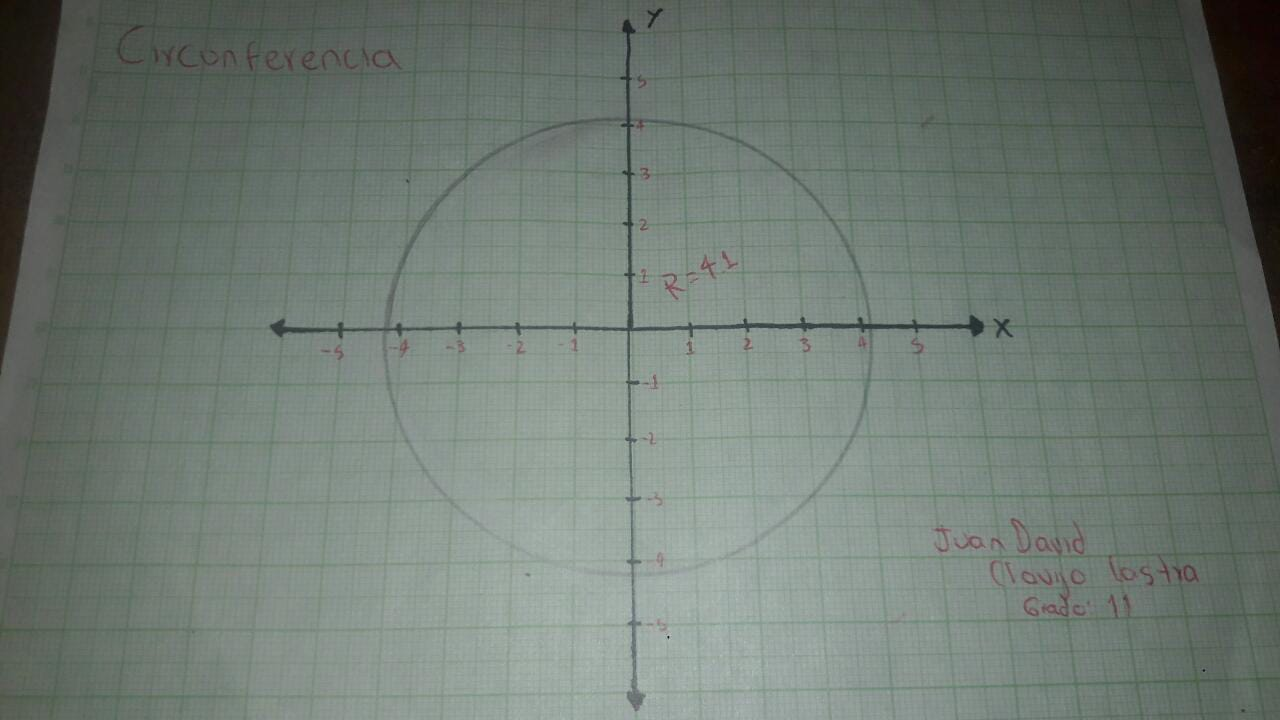 Circonferencia
Y
5
4
3
2
1
R=4.1
X
-5 -4 -3 -2 -1 1 2 3 4 5
-1
-2
-3
-4
-5
Juan David
Clavijo lastra
Grado: 11